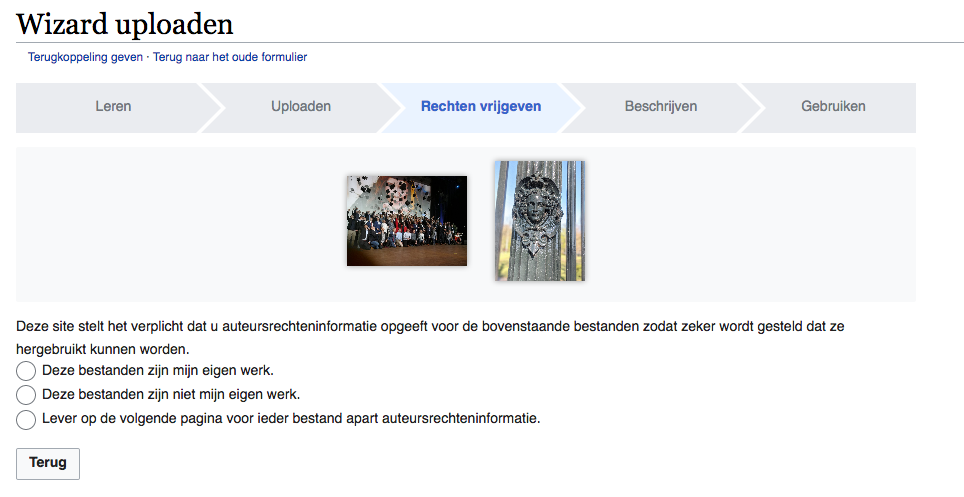 Wizard uploaden
Terugkoppeling geven · Terug naar het oude formulier
Leren
Uploaden
Rechten vrijgeven
Beschrijven
Gebruiken
Deze site stelt het verplicht dat u auteursrechteninformatie opgeeft voor de bovenstaande bestanden zodat zeker wordt gesteld dat ze
hergebruikt kunnen worden.
Deze bestanden zijn mijn eigen werk.
Deze bestanden zijn niet mijn eigen werk.
Lever op de volgende pagina voor ieder bestand apart auteursrechteninformatie.
Terug